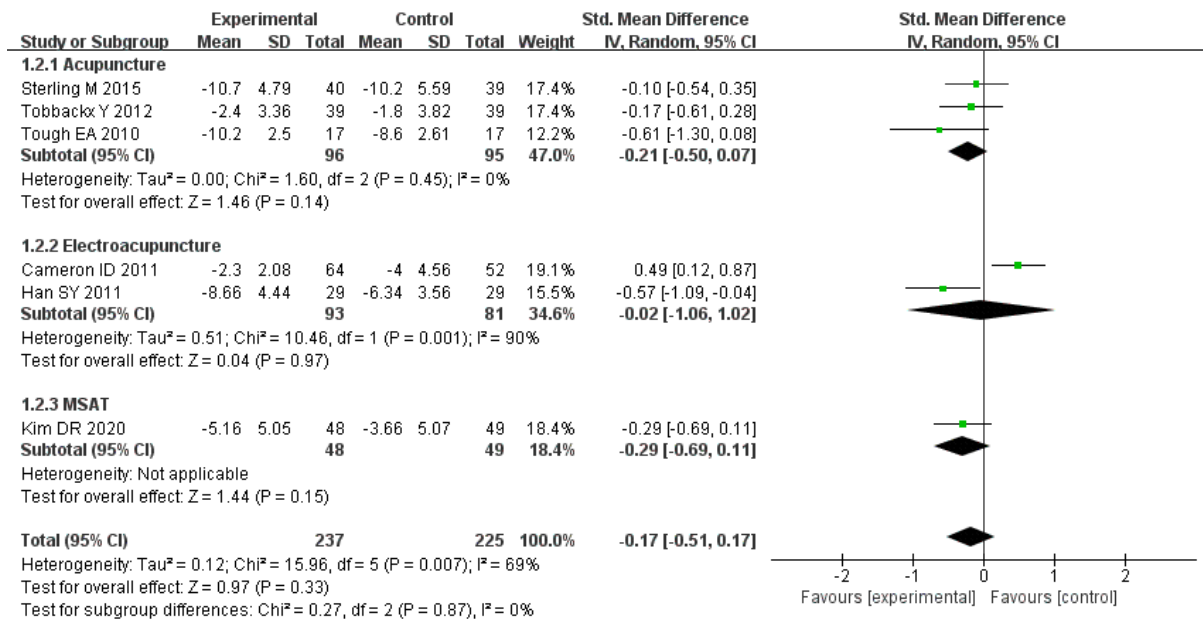 Experimental Control Std. Mean Difference Std. Mean Difference
Study or Subgroup Mean SD Total Mean SD Total Weight IV, Random, 95% CI IV, Random, 95% CI
1.2.1 Acupuncture
Sterling M 2015 -10.7 4.79 40 -10.2 5.59 39 17.4% -0.10 [-0.54, 0.35]
Tobbackx Y 2012 -2.4 3.36 39 -1.8 3.82 39 17.4% -0.17 [-0.61, 0.28]
Tough EA 2010 -10.2 2.5 17 -8.6 2.61 17 12.2% -0.61 [-1.30, 0.08]
Subtotal (95% CI) 96 95 47.0% -0.21 [-0.50, 0.07]
Heterogeneity: Tau² = 0.00; Chi² = 1.60, df = 2 (P = 0.45); I² = 0%
Test for overall effect: Z = 1.46 (P = 0.14)
1.2.2 Electroacupuncture
Cameron ID 2011 -2.3 2.08 64 -4 4.56 52 19.1% 0.49 [0.12, 0.87]
Han SY 2011 -8.66 4.44 29 -6.34 3.56 29 15.5% -0.57 [-1.09, -0.04]
Subtotal (95% CI) 93 81 34.6% -0.02 [-1.06, 1.02]
Heterogeneity: Tau² = 0.51; Chi² = 10.46, df = 1 (P = 0.001); I² = 90%
Test for overall effect: Z = 0.04 (P = 0.97)
1.2.3 MSAT
Kim DR 2020 -5.16 5.05 48 -3.66 5.07 49 18.4% -0.29 [-0.69, 0.11]
Subtotal (95% CI) 48 49 18.4% -0.29 [-0.69, 0.11]
Heterogeneity: Not applicable
Test for overall effect: Z = 1.44 (P = 0.15)
Total (95% CI) 237 225 100.0% -0.17 [-0.51, 0.17]
Heterogeneity: Tau² = 0.12; Chi² = 15.96, df = 5 (P = 0.007); I² = 69%
Test for overall effect: Z = 0.97 (P = 0.33)
Test for subgroup differences: Chi² = 0.27, df = 2 (P = 0.87), I² = 0%
-2 -1 0 1 2
Favours [experimental] Favours [control]